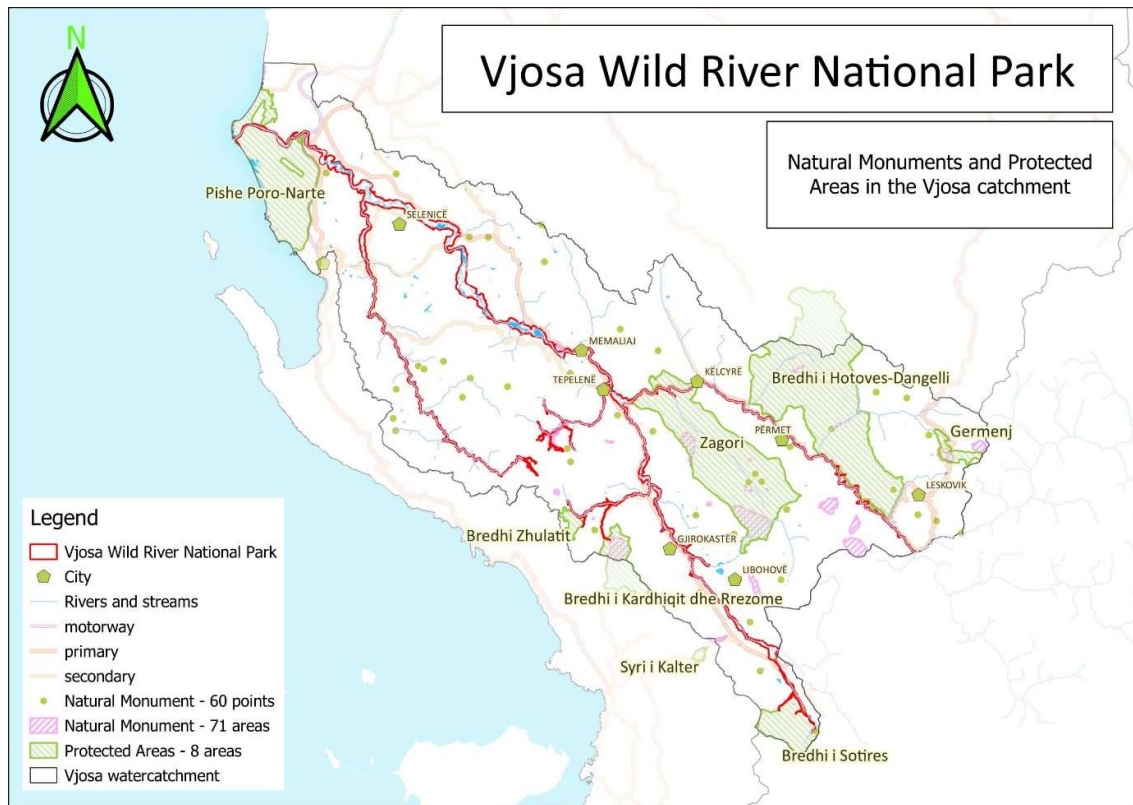 N
Vjosa Wild River National Park
Natural Monuments and Protected
Areas in the Vjosa catchment
Pishe Poro-Narte
SELENICË
MEMALIAJ
TEPELENË
KËLCYRË
Bredhi i Hotoves-Dangelli
PËRMET
Zagori
Germenj
LESKOVIK
Bredhi Zhulatit
GJIROKASTËR
LIBOHOVË
Bredhi i Kardhiqit dhe Rrezome
Syri i Kalter
Bredhi i Sotires
Legend
Vjosa Wild River National Park
City
Rivers and streams
motorway
primary
secondary
Natural Monument - 60 points
Natural Monument - 71 areas
Protected Areas - 8 areas
Vjosa watercatchment